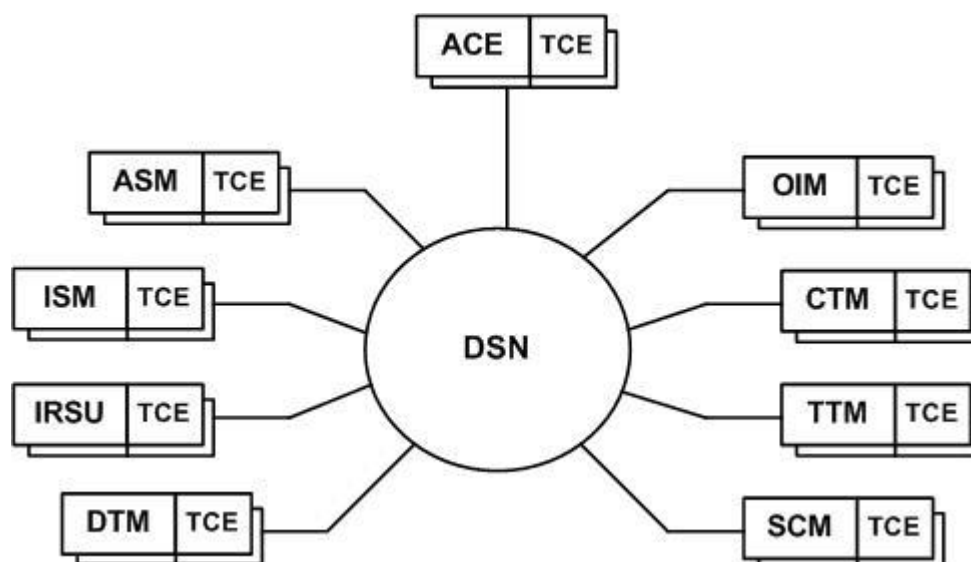 ACE TCE
ASM TCE
OIM TCE
ISM TCE
CTM TCE
DSN
IRSU TCE
TTM TCE
DTM TCE
SCM TCE